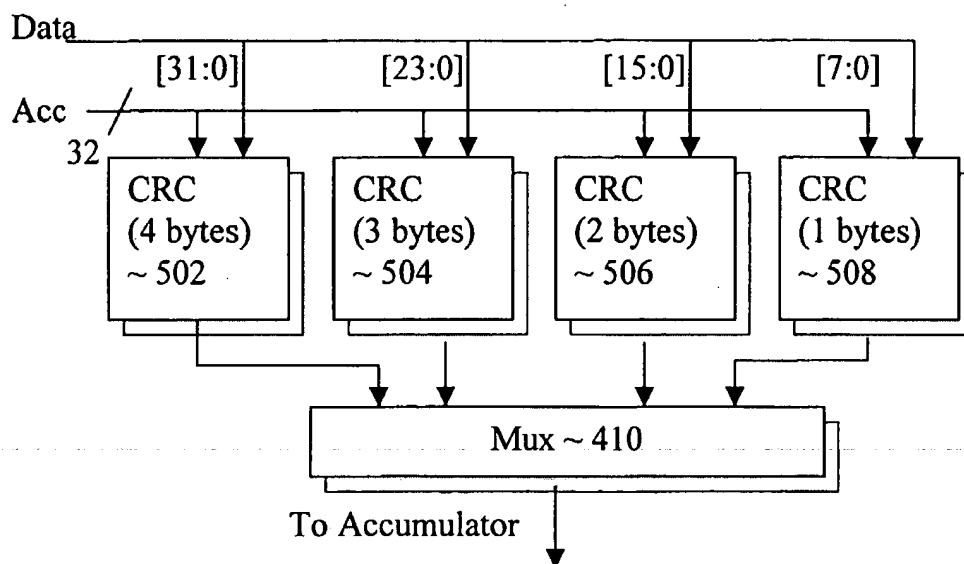 Data
[31:0] [23:0] [15:0] [7:0]
Acc
32
CRC
(4 bytes)
~ 502
CRC
(3 bytes)
~ 504
CRC
(2 bytes)
~ 506
CRC
(1 bytes)
~ 508
Mux ~ 410
To Accumulator